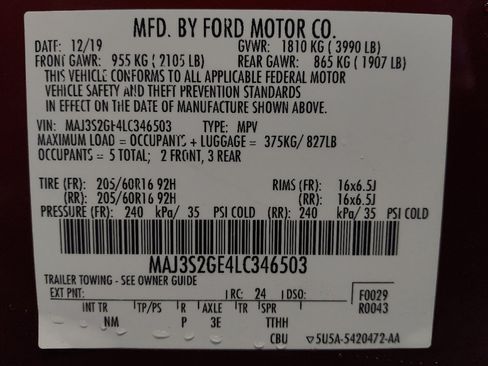 MFD. BY FORD MOTOR CO.
DATE: 12/19 GVWR: 1810 KG ( 3990 LB)
FRONT GAWR: 955 KG ( 2105 LB) REAR GAWR: 865 KG ( 1907 LB)
THIS VEHICLE CONFORMS TO ALL APPLICABLE FEDERAL MOTOR
VEHICLE SAFETY AND THEFT PREVENTION STANDARDS
IN EFFECT ON THE DATE OF MANUFACTURE SHOWN ABOVE.
VIN: MAJ3S2GE4LC346503 TYPE: MPV
MAXIMUM LOAD = OCCUPANTS + LUGGAGE = 375KG/ 827LB
OCCUPANTS = 5 TOTAL; 2 FRONT, 3 REAR
TIRE (FR): 205/60R16 92H RIMS (FR): 16x6.5J
(RR): 205/60R16 92H (RR): 16x6.5J
PRESSURE (FR): 240 kPa/ 35 PSI COLD (RR): 240 kPa/ 35 PSI COLD
MAJ3S2GE4LC346503
TRAILER TOWING - SEE OWNER GUIDE
EXT PNT: RC: 24 DSO: F0029
R0043
INT TR TP/PS R AXLE TR SPR
NM P 3E TTHH
CBU ▽5U5A-5420472-AA